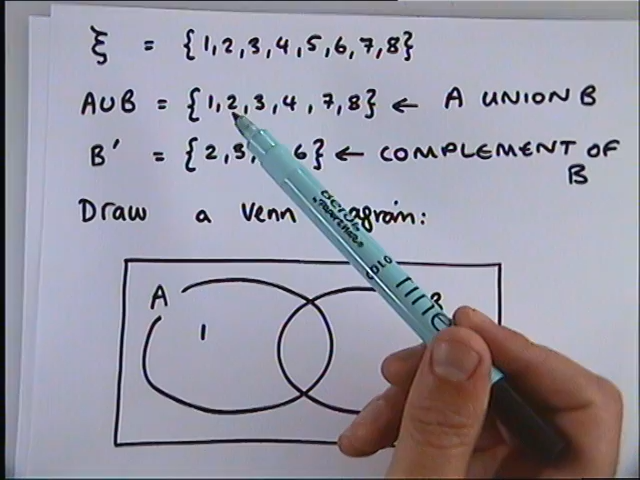 ξ = {1,2,3,4,5,6,7,8}
A∪B = {1,2,3,4,7,8} ← A UNION B
B' = {2,3, 6} ← COMPLEMENT OF B
Draw a Venn diagram:
A
1